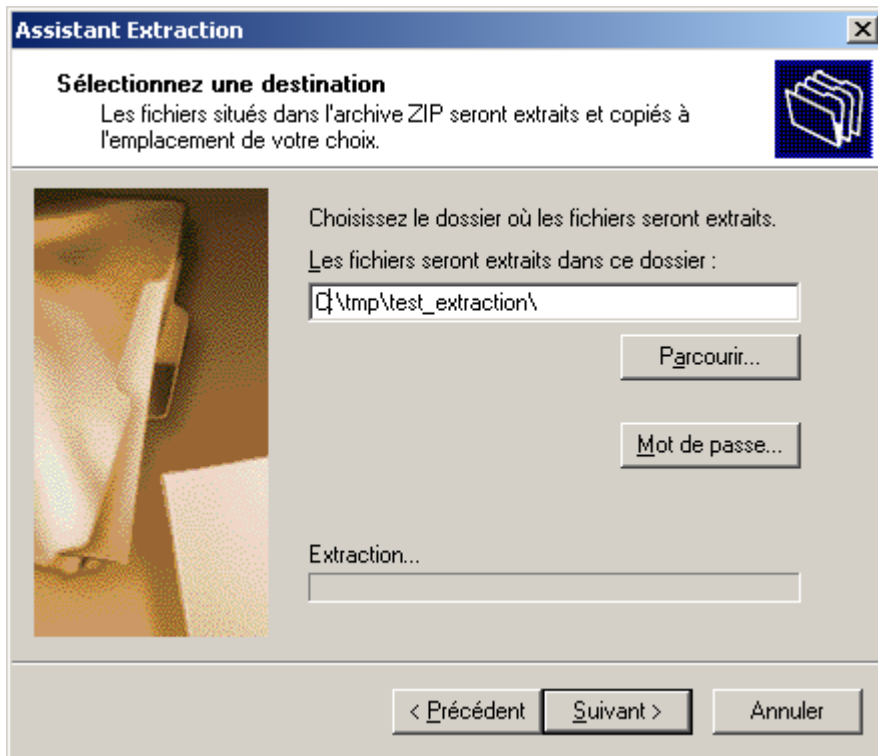 Assistant Extraction
Sélectionnez une destination
Les fichiers situés dans l'archive ZIP seront extraits et copiés à
l'emplacement de votre choix.
Choisissez le dossier où les fichiers seront extraits.
Les fichiers seront extraits dans ce dossier :
C:\tmp\test_extraction\
Parcourir...
Mot de passe...
Extraction...
< Précédent
Suivant >
Annuler